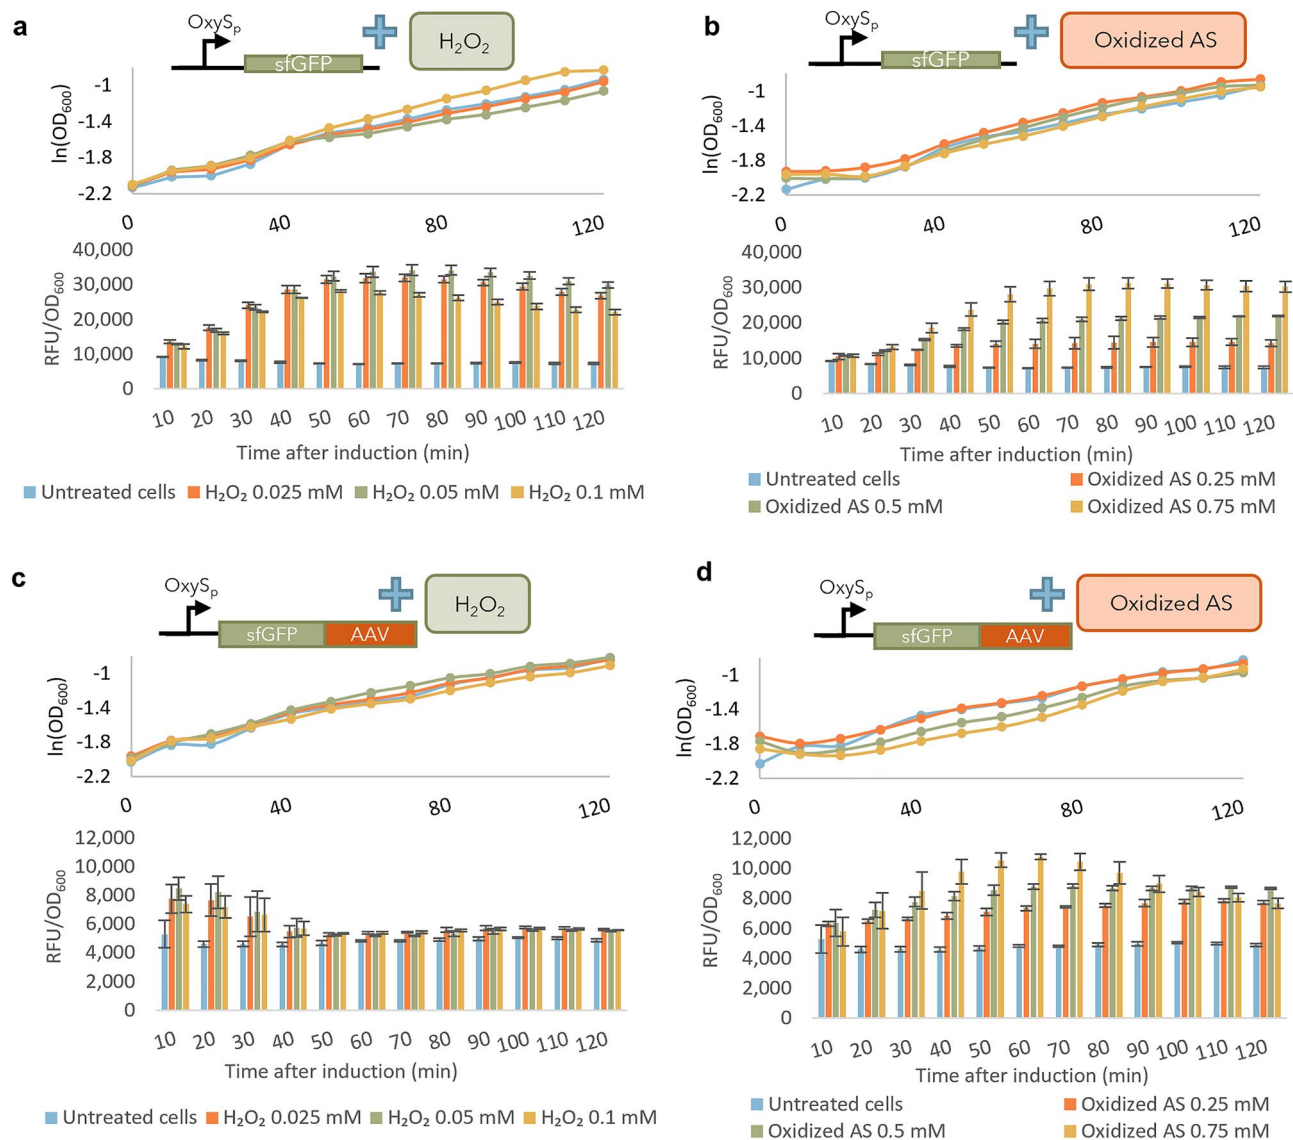 a
OxySp
sfGFP
H₂O₂
ln(OD600)
-1
-1.4
-1.8
-2.2
0 40 80 120
RFU/OD600
40,000
30,000
20,000
10,000
0
10 20 30 40 50 60 70 80 90 100 110 120
Time after induction (min)
Untreated cells H₂O₂ 0.025 mM H₂O₂ 0.05 mM H₂O₂ 0.1 mM
b
OxySp
sfGFP
Oxidized AS
ln(OD600)
-1
-1.4
-1.8
-2.2
0 40 80 120
RFU/OD600
40,000
30,000
20,000
10,000
0
10 20 30 40 50 60 70 80 90 100 110 120
Time after induction (min)
Untreated cells Oxidized AS 0.25 mM
Oxidized AS 0.5 mM Oxidized AS 0.75 mM
c
OxySp
sfGFP AAV
H₂O₂
ln(OD600)
-1
-1.4
-1.8
-2.2
0 40 80 120
RFU/OD600
12,000
10,000
8,000
6,000
4,000
2,000
0
10 20 30 40 50 60 70 80 90 100 110 120
Time after induction (min)
Untreated cells H₂O₂ 0.025 mM H₂O₂ 0.05 mM H₂O₂ 0.1 mM
d
OxySp
sfGFP AAV
Oxidized AS
ln(OD600)
-1
-1.4
-1.8
-2.2
0 40 80 120
RFU/OD600
12,000
10,000
8,000
6,000
4,000
2,000
0
10 20 30 40 50 60 70 80 90 100 110 120
Time after induction (min)
Untreated cells Oxidized AS 0.25 mM
Oxidized AS 0.5 mM Oxidized AS 0.75 mM